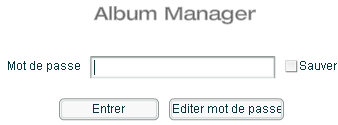 Album Manager
Mot de passe Sauver
Entrer Editer mot de passe